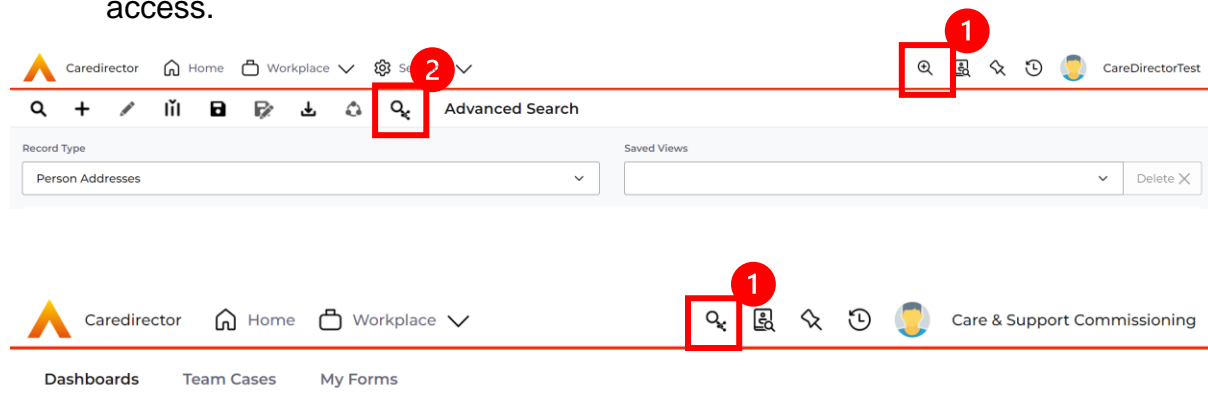 access.
1
Caredirector Home Workplace 2 CareDirectorTest
Advanced Search
Record Type Saved Views
Person Addresses Delete
1
Caredirector Home Workplace Care & Support Commissioning
Dashboards Team Cases My Forms